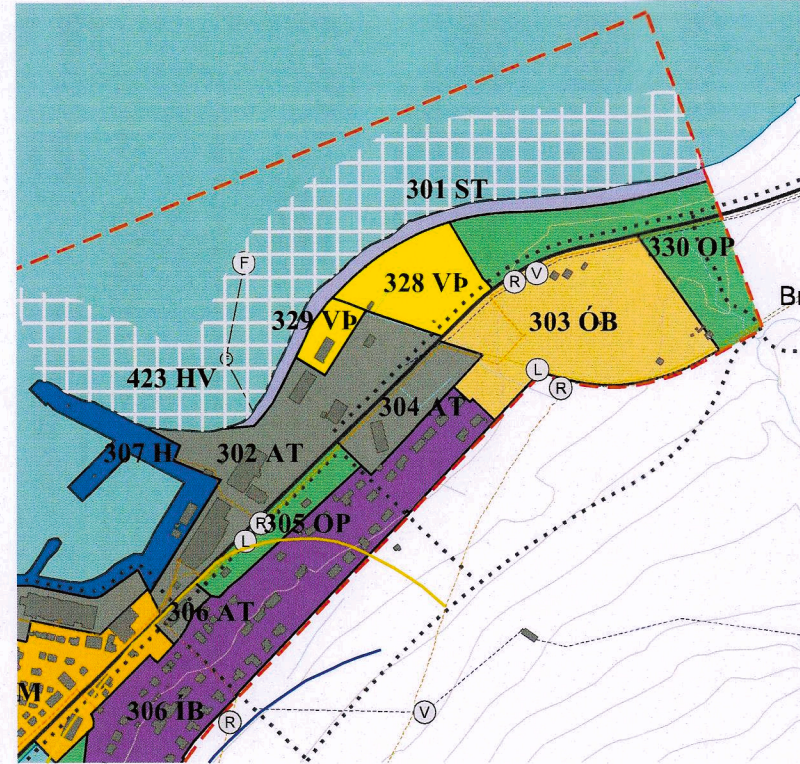 301 ST
330 OP
F
R
V
328 VÞ
Br
329 VÞ
303 ÓB
423 HV
L
R
304 AT
307 H
302 AT
R
305 OP
L
306 AT
M
306 ÍB
R
V